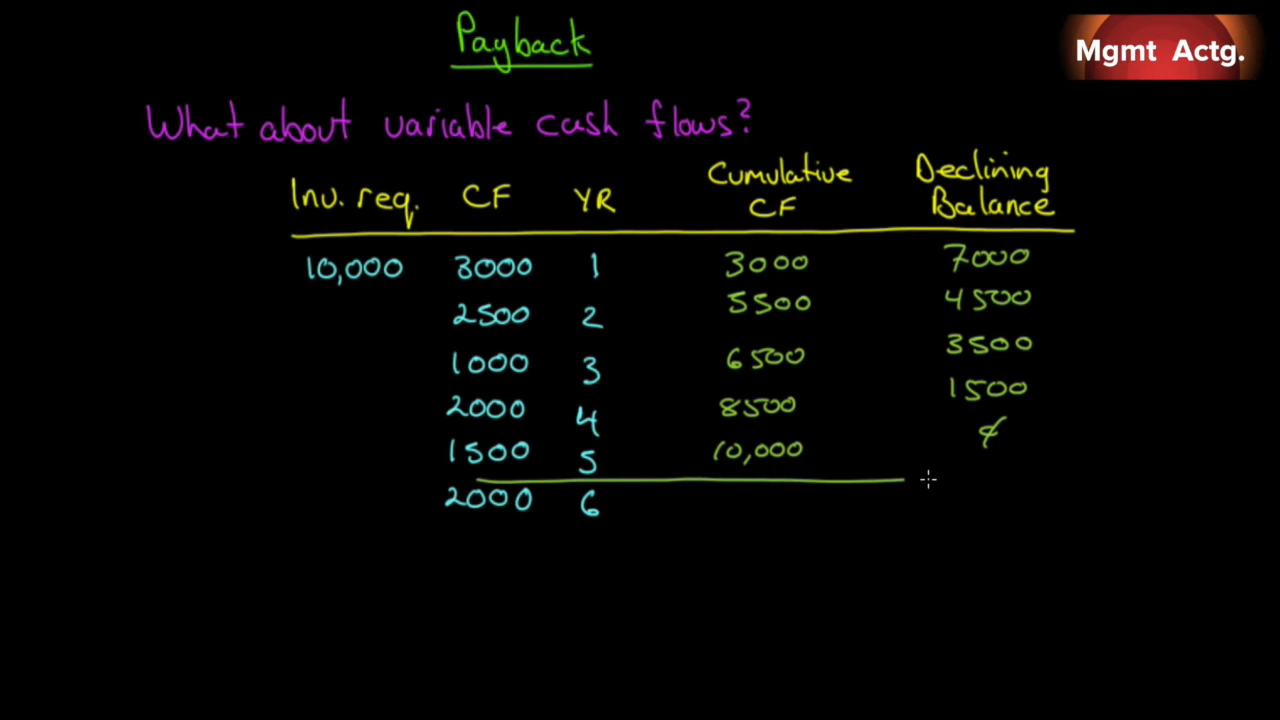 Payback
Mgmt Actg.
What about variable cash flows?
Inv. req. CF YR Cumulative CF Declining Balance
10,000 3000 1 3000 7000
2500 2 5500 4500
1000 3 6500 3500
2000 4 8500 1500
1500 5 10,000 ¢
2000 6